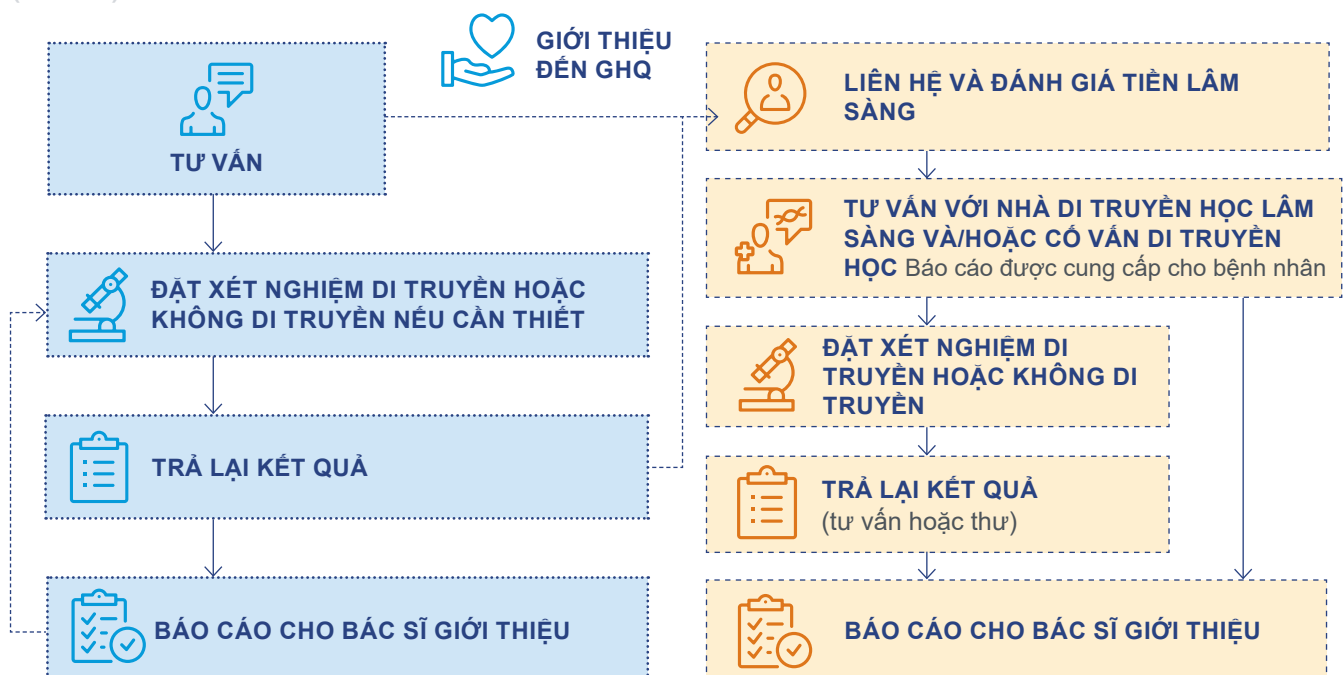 TƯ VẤN
ĐẶT XÉT NGHIỆM DI TRUYỀN HOẶC
KHÔNG DI TRUYỀN NẾU CẦN THIẾT
TRẢ LẠI KẾT QUẢ
BÁO CÁO CHO BÁC SĨ GIỚI THIỆU
GIỚI THIỆU
ĐẾN GHQ
LIÊN HỆ VÀ ĐÁNH GIÁ TIỀN LÂM
SÀNG
TƯ VẤN VỚI NHÀ DI TRUYỀN HỌC LÂM
SÀNG VÀ/HOẶC CỐ VẤN DI TRUYỀN
HỌC Báo cáo được cung cấp cho bệnh nhân
ĐẶT XÉT NGHIỆM DI
TRUYỀN HOẶC KHÔNG DI
TRUYỀN
TRẢ LẠI KẾT QUẢ
(tư vấn hoặc thư)
BÁO CÁO CHO BÁC SĨ GIỚI THIỆU